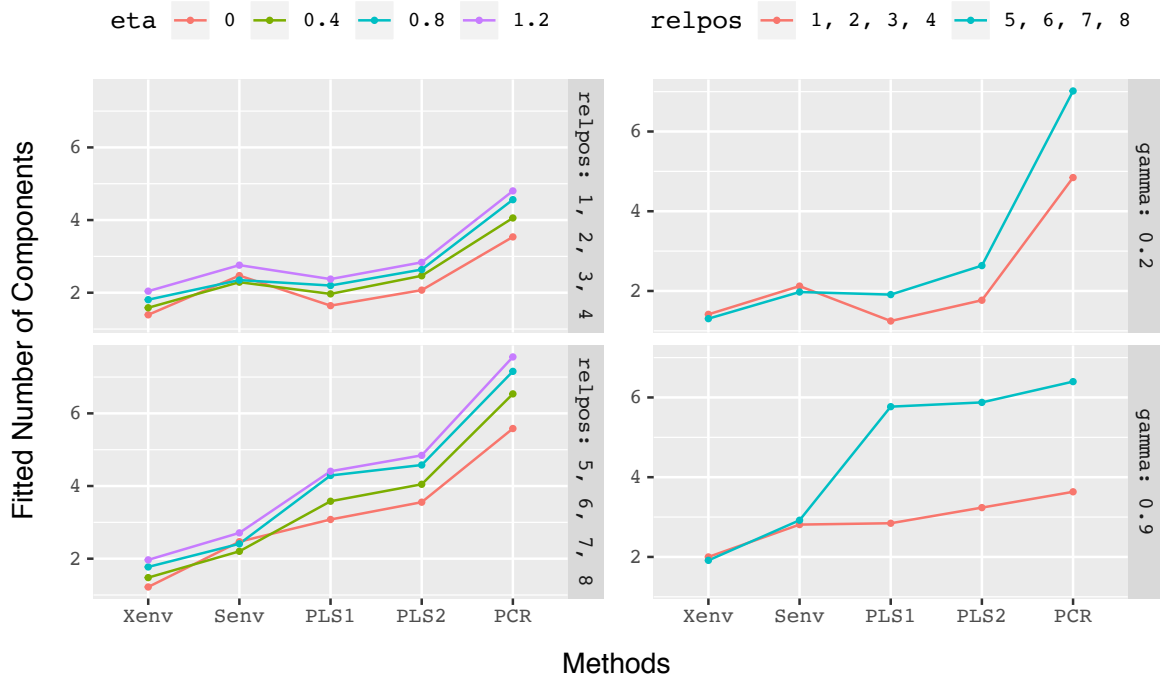 eta 0 0.4 0.8 1.2
relpos 1, 2, 3, 4 5, 6, 7, 8
Fitted Number of Components
6
4
2
relpos: 1, 2, 3, 4
6
4
2
relpos: 5, 6, 7, 8
Xenv Senv PLS1 PLS2 PCR
6
4
2
gamma: 0.2
6
4
2
gamma: 0.9
Xenv Senv PLS1 PLS2 PCR
Methods